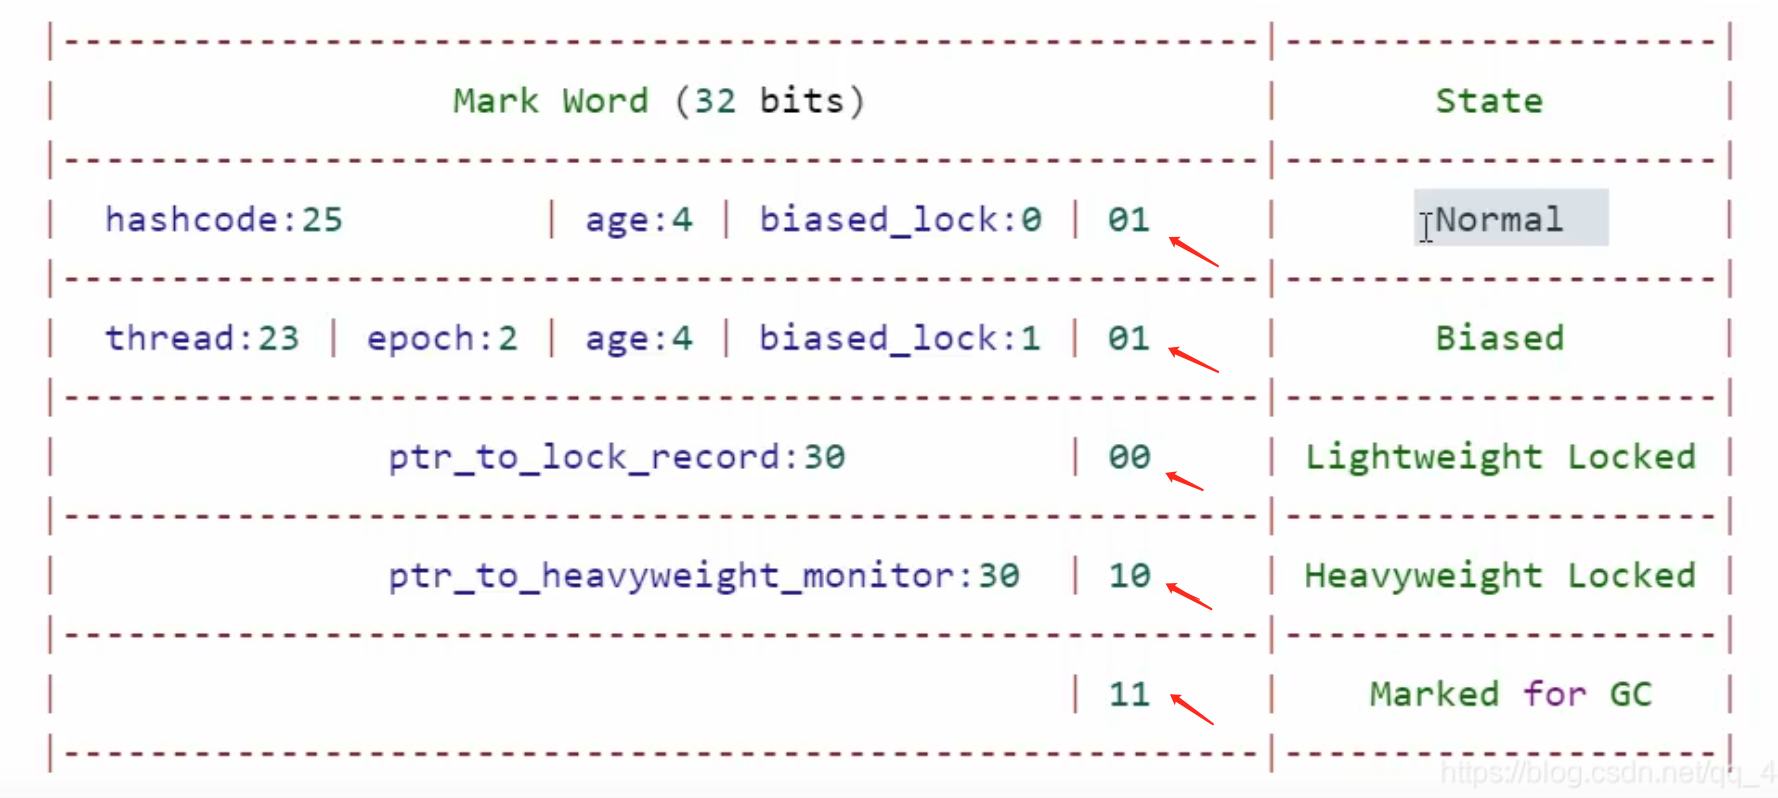 |--------------------------------------------------------|--------------------|
| Mark Word (32 bits) | State |
|--------------------------------------------------------|--------------------|
| hashcode:25 | age:4 | biased_lock:0 | 01 | Normal |
|--------------------------------------------------------|--------------------|
| thread:23 | epoch:2 | age:4 | biased_lock:1 | 01 | Biased |
|--------------------------------------------------------|--------------------|
| ptr_to_lock_record:30 | 00 | Lightweight Locked |
|--------------------------------------------------------|--------------------|
| ptr_to_heavyweight_monitor:30 | 10 | Heavyweight Locked |
|--------------------------------------------------------|--------------------|
| | 11 | Marked for GC |
|--------------------------------------------------------|--------------------|
https://blog.csdn.net/qq_4